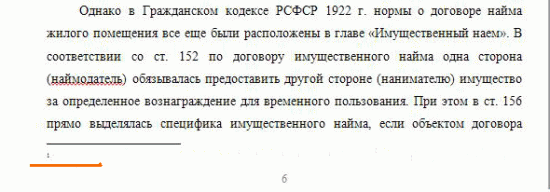 Однако в Гражданском кодексе РСФСР 1922 г. нормы о договоре найма
жилого помещения все еще были расположены в главе «Имущественный наем». В
соответствии со ст. 152 по договору имущественного найма одна сторона
(наймодатель) обязывалась предоставить другой стороне (нанимателю) имущество
за определенное вознаграждение для временного пользования. При этом в ст. 156
прямо выделялась специфика имущественного найма, если объектом договора
1
6